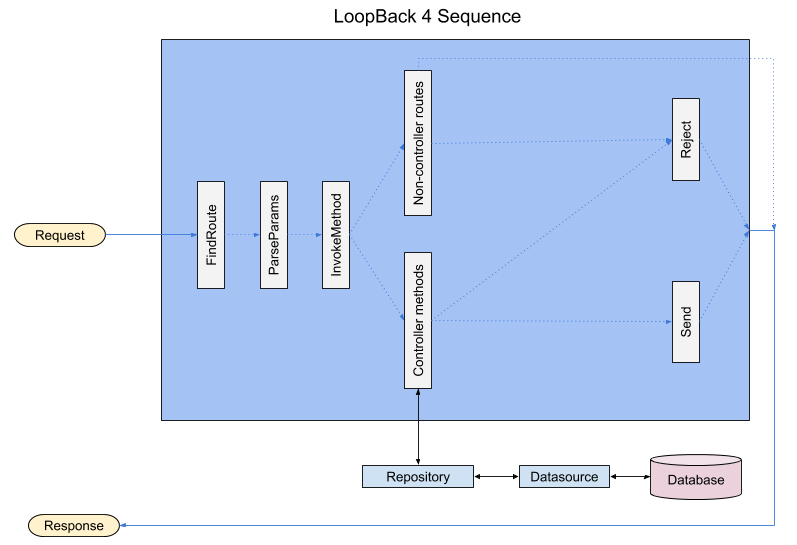 LoopBack 4 Sequence
Request
FindRoute
ParseParams
InvokeMethod
Non-controller routes
Controller methods
Reject
Send
Repository
Datasource
Database
Response